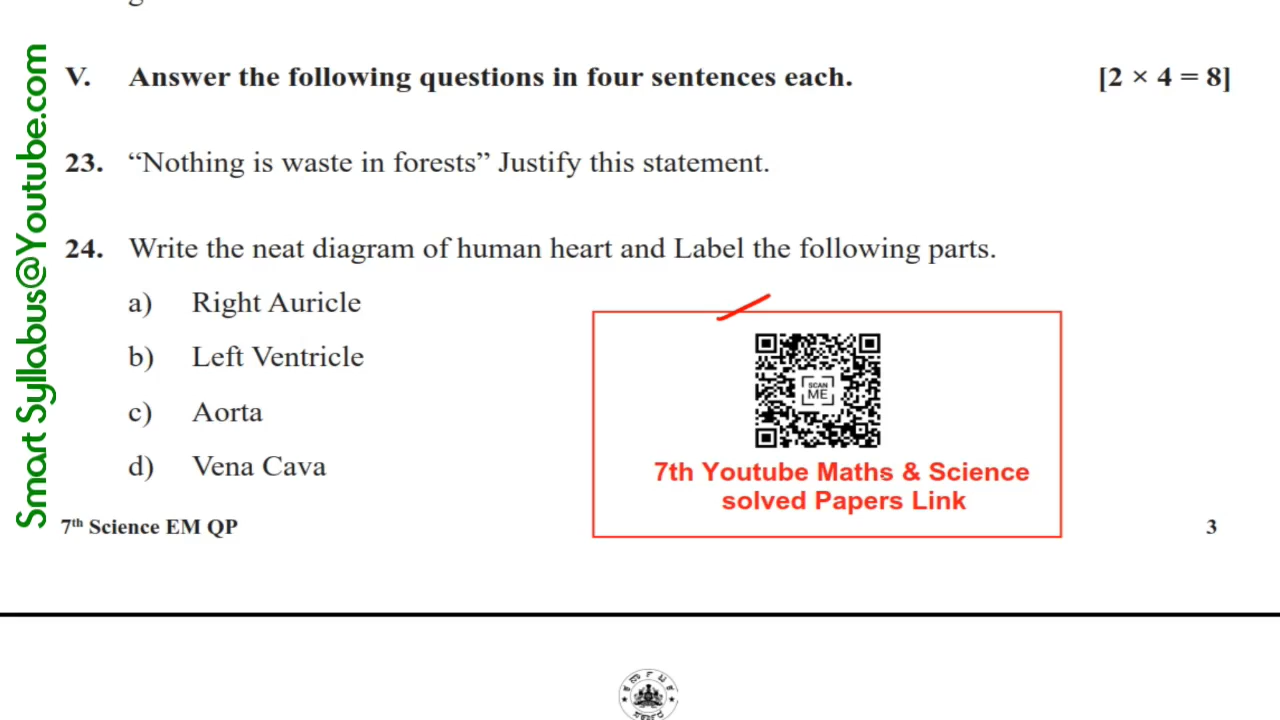 V. Answer the following questions in four sentences each. [2 × 4 = 8]
23. “Nothing is waste in forests” Justify this statement.
24. Write the neat diagram of human heart and Label the following parts.
a) Right Auricle
b) Left Ventricle
c) Aorta
d) Vena Cava
SCAN
ME
7th Youtube Maths & Science
solved Papers Link
7th Science EM QP 3
Smart Syllabus@Youtube.com